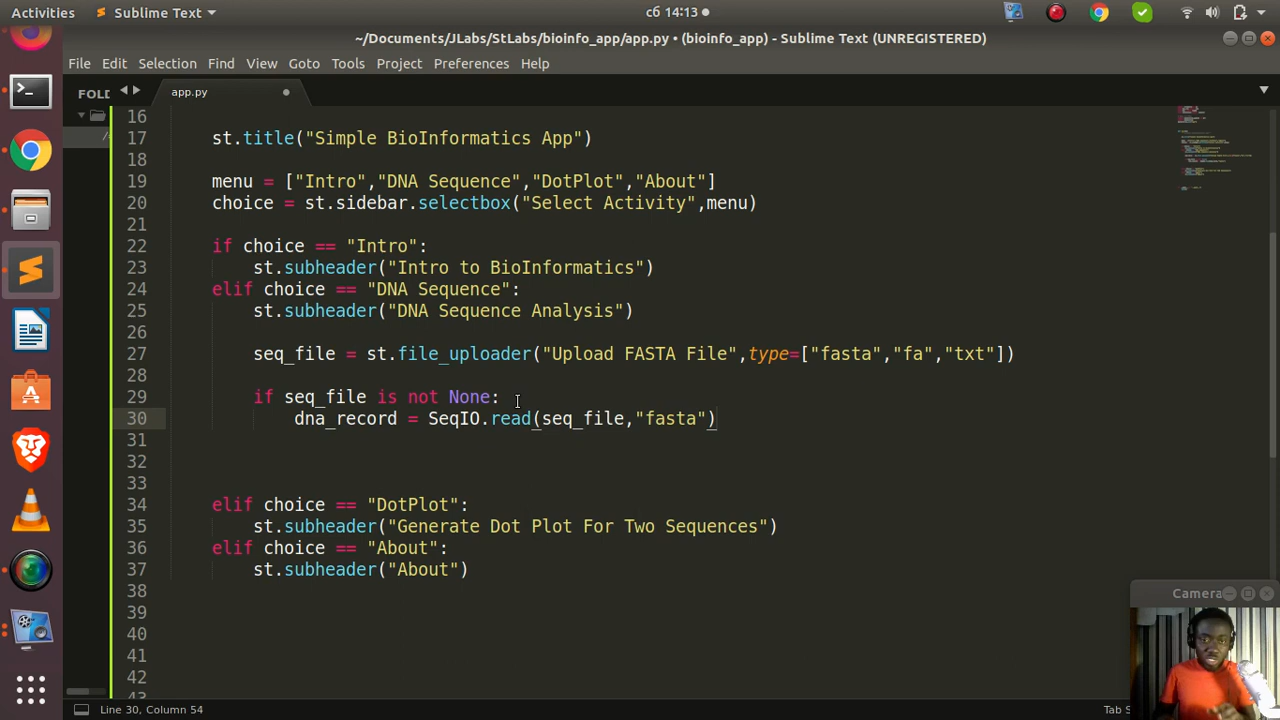 Activities
Sublime Text
сб 14:13
~/Documents/JLabs/StLabs/bioinfo_app/app.py • (bioinfo_app) - Sublime Text (UNREGISTERED)
File Edit Selection Find View Goto Tools Project Preferences Help
FOLD
app.py
16
17 st.title("Simple BioInformatics App")
18
19 menu = ["Intro","DNA Sequence","DotPlot","About"]
20 choice = st.sidebar.selectbox("Select Activity",menu)
21
22 if choice == "Intro":
23 st.subheader("Intro to BioInformatics")
24 elif choice == "DNA Sequence":
25 st.subheader("DNA Sequence Analysis")
26
27 seq_file = st.file_uploader("Upload FASTA File",type=["fasta","fa","txt"])
28
29 if seq_file is not None:
30 dna_record = SeqIO.read(seq_file,"fasta")
31
32
33
34 elif choice == "DotPlot":
35 st.subheader("Generate Dot Plot For Two Sequences")
36 elif choice == "About":
37 st.subheader("About")
38
39
40
41
42
43
Camera
Line 30, Column 54
Tab S